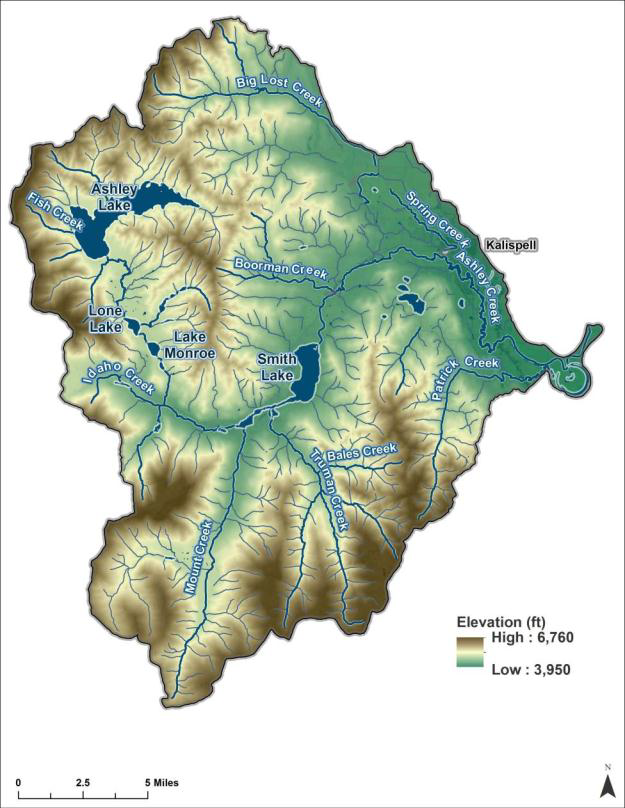 Big Lost Creek
Ashley
Lake
Fish Creek
Spring Creek
Kalispell
Ashley Creek
Boorman Creek
Lone
Lake
Lake
Monroe
Smith
Lake
Patrick Creek
Idaho Creek
Bales Creek
Truman Creek
Mount Creek
Elevation (ft)
High : 6,760
Low : 3,950
0 2.5 5 Miles
N